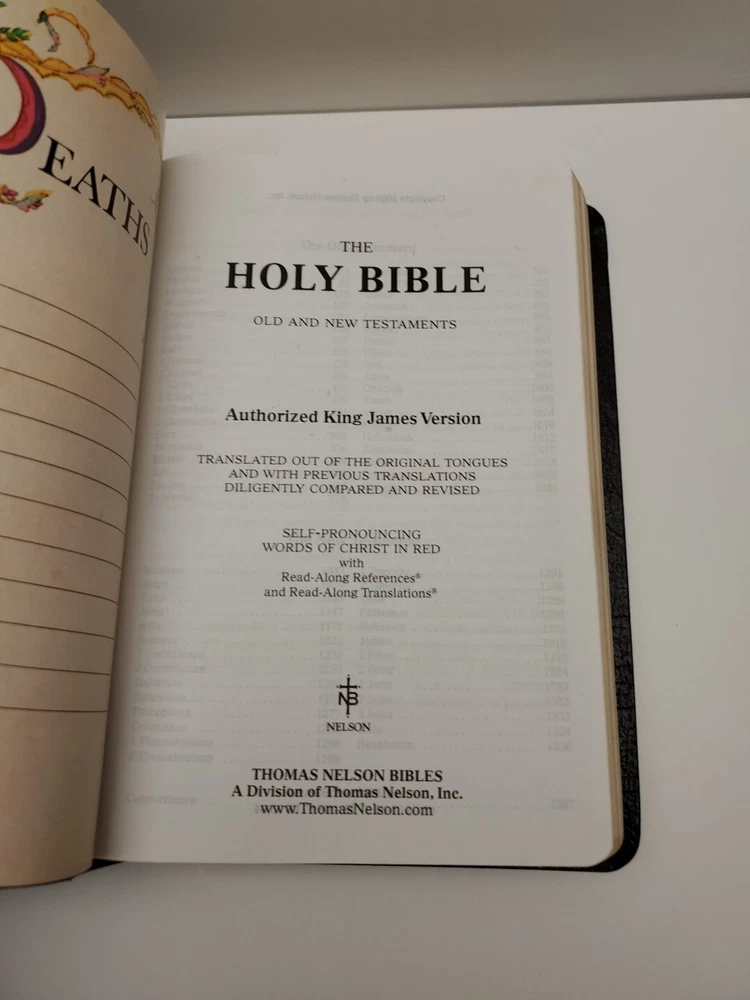 DEATHS
THE
HOLY BIBLE
OLD AND NEW TESTAMENTS
Authorized King James Version
TRANSLATED OUT OF THE ORIGINAL TONGUES
AND WITH PREVIOUS TRANSLATIONS
DILIGENTLY COMPARED AND REVISED
SELF-PRONOUNCING
WORDS OF CHRIST IN RED
with
Read-Along References®
and Read-Along Translations®
NB
NELSON
THOMAS NELSON BIBLES
A Division of Thomas Nelson, Inc.
www.ThomasNelson.com